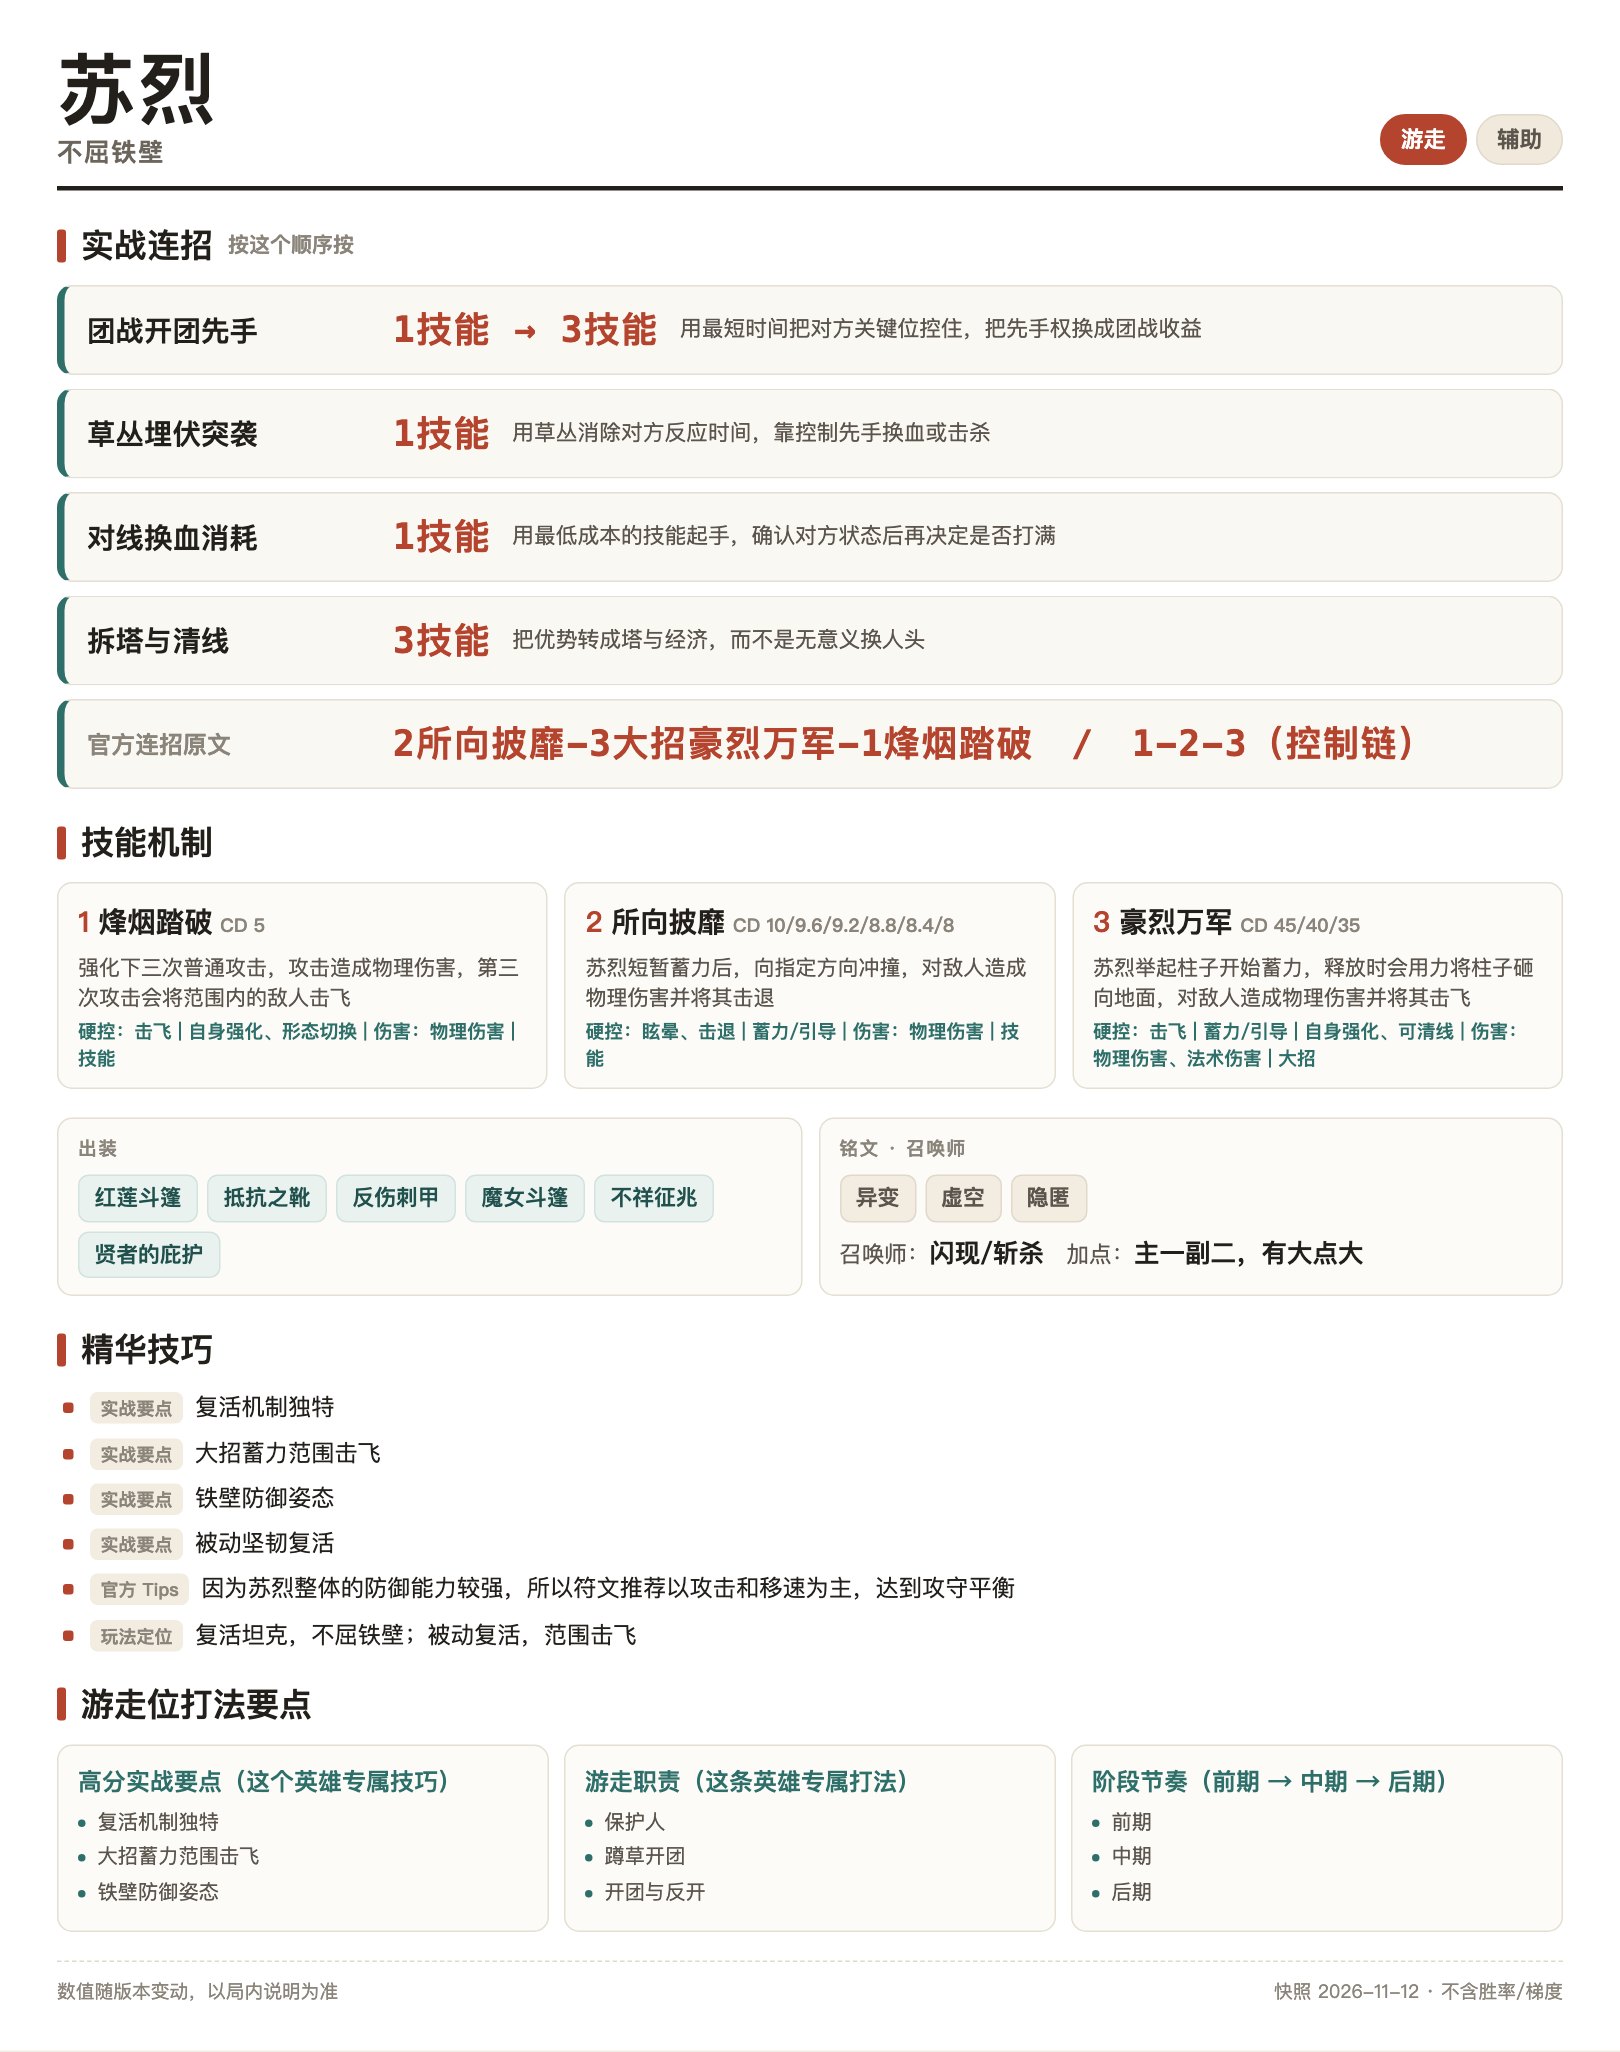 苏烈
不屈铁壁
游走 辅助
实战连招 按这个顺序按
团战开团先手 1技能 → 3技能 用最短时间把对方关键位控住，把先手权换成团战收益
草丛埋伏突袭 1技能 用草丛消除对方反应时间，靠控制先手换血或击杀
对线换血消耗 1技能 用最低成本的技能起手，确认对方状态后再决定是否打满
拆塔与清线 3技能 把优势转成塔与经济，而不是无意义换人头
官方连招原文 2所向披靡-3大招豪烈万军-1烽烟踏破 / 1-2-3（控制链）
技能机制
1 烽烟踏破 CD 5
强化下三次普通攻击，攻击造成物理伤害，第三
次攻击会将范围内的敌人击飞
硬控：击飞 | 自身强化、形态切换 | 伤害：物理伤害 |
技能
2 所向披靡 CD 10/9.6/9.2/8.8/8.4/8
苏烈短暂蓄力后，向指定方向冲撞，对敌人造成
物理伤害并将其击退
硬控：眩晕、击退 | 蓄力/引导 | 伤害：物理伤害 | 技
能
3 豪烈万军 CD 45/40/35
苏烈举起柱子开始蓄力，释放时会用力将柱子砸
向地面，对敌人造成物理伤害并将其击飞
硬控：击飞 | 蓄力/引导 | 自身强化、可清线 | 伤害：
物理伤害、法术伤害 | 大招
出装
红莲斗篷 抵抗之靴 反伤刺甲 魔女斗篷 不祥征兆
贤者的庇护
铭文 · 召唤师
异变 虚空 隐匿
召唤师：闪现/斩杀 加点：主一副二，有大点大
精华技巧
实战要点 复活机制独特
实战要点 大招蓄力范围击飞
实战要点 铁壁防御姿态
实战要点 被动坚韧复活
官方 Tips 因为苏烈整体的防御能力较强，所以符文推荐以攻击和移速为主，达到攻守平衡
玩法定位 复活坦克，不屈铁壁；被动复活，范围击飞
游走位打法要点
高分实战要点（这个英雄专属技巧）
复活机制独特
大招蓄力范围击飞
铁壁防御姿态
游走职责（这条英雄专属打法）
保护人
蹲草开团
开团与反开
阶段节奏（前期 → 中期 → 后期）
前期
中期
后期
数值随版本变动，以局内说明为准
快照 2026-11-12 · 不含胜率/梯度